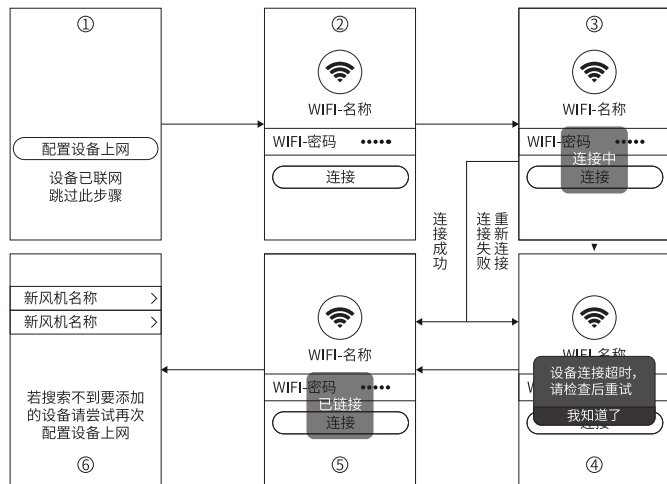 ①
配置设备上网
设备已联网
跳过此步骤
②
WIFI-名称
WIFI-密码 •••••
连接
③
WIFI-名称
WIFI-密码 •••••
连接中
连接
连接成功
连接失败
重新连接
新风机名称 >
新风机名称 >
若搜索不到要添加
的设备请尝试再次
配置设备上网
⑥
WIFI-名称
WIFI-密码 •••••
已链接
连接
⑤
WIFI-名称
设备连接超时，
请检查后重试
我知道了
连接
④